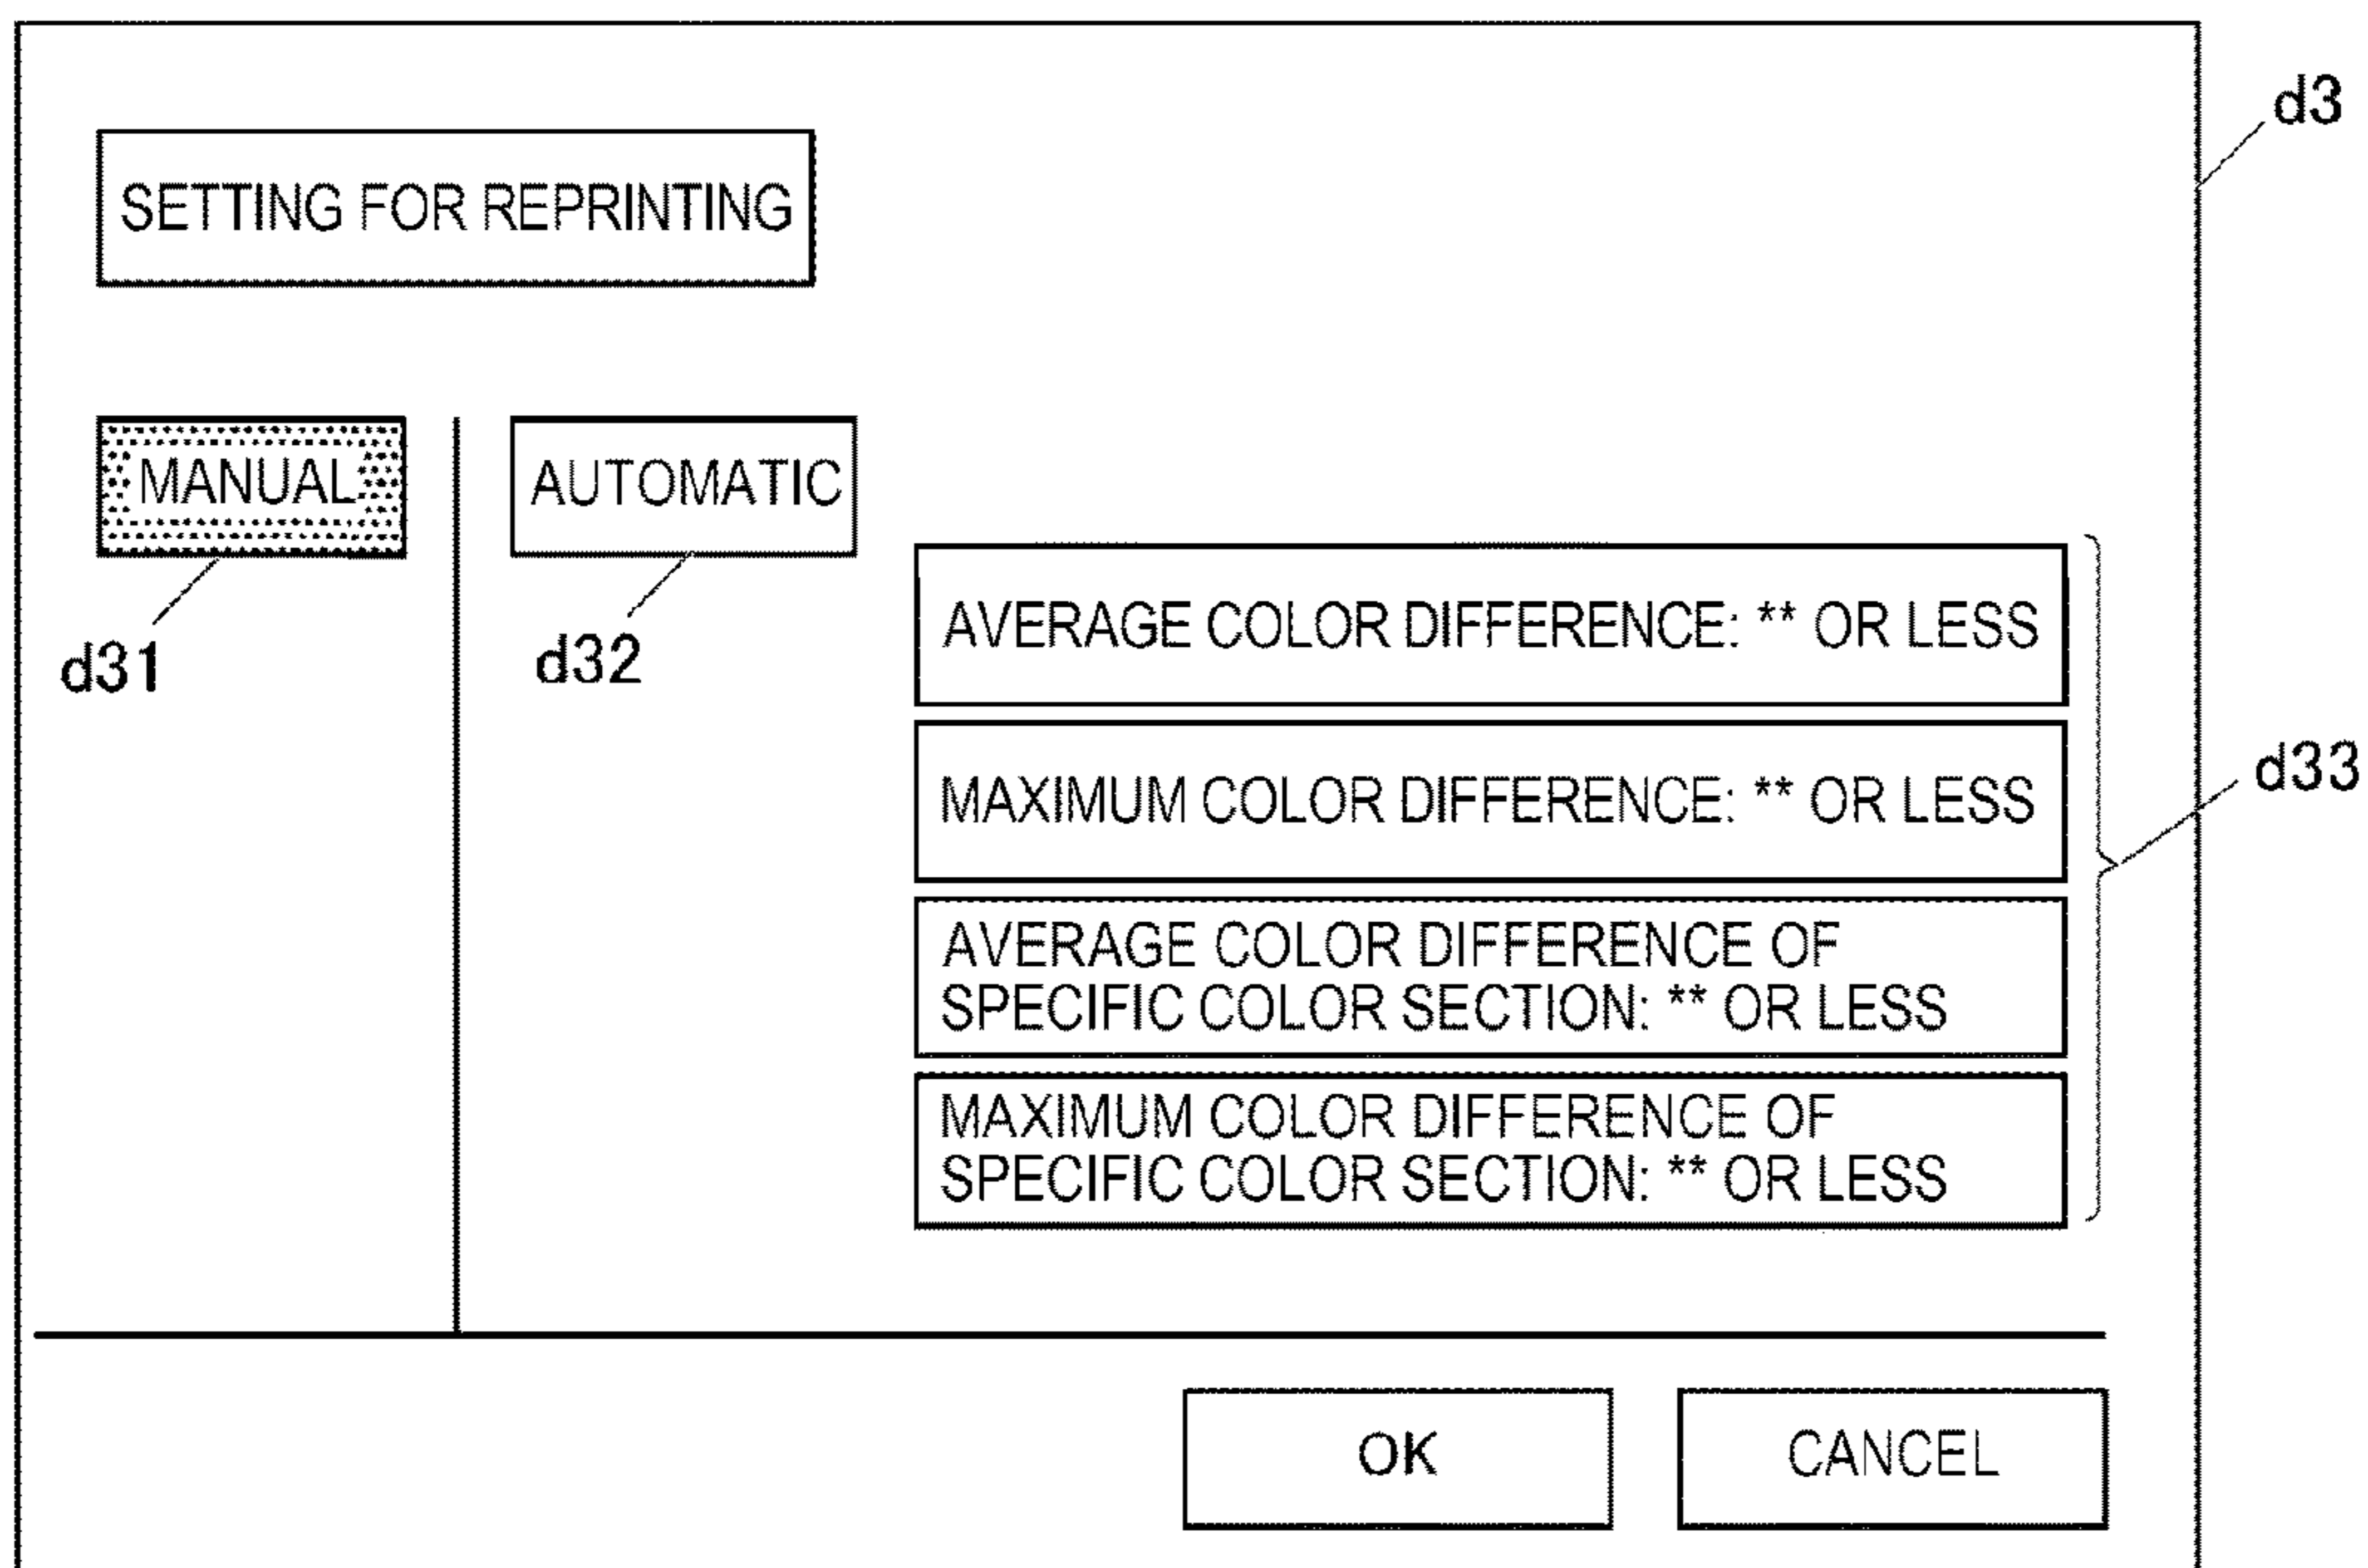 d3
SETTING FOR REPRINTING
MANUAL
AUTOMATIC
d31
d32
AVERAGE COLOR DIFFERENCE: ** OR LESS
MAXIMUM COLOR DIFFERENCE: ** OR LESS
d33
AVERAGE COLOR DIFFERENCE OF
SPECIFIC COLOR SECTION: ** OR LESS
MAXIMUM COLOR DIFFERENCE OF
SPECIFIC COLOR SECTION: ** OR LESS
OK
CANCEL